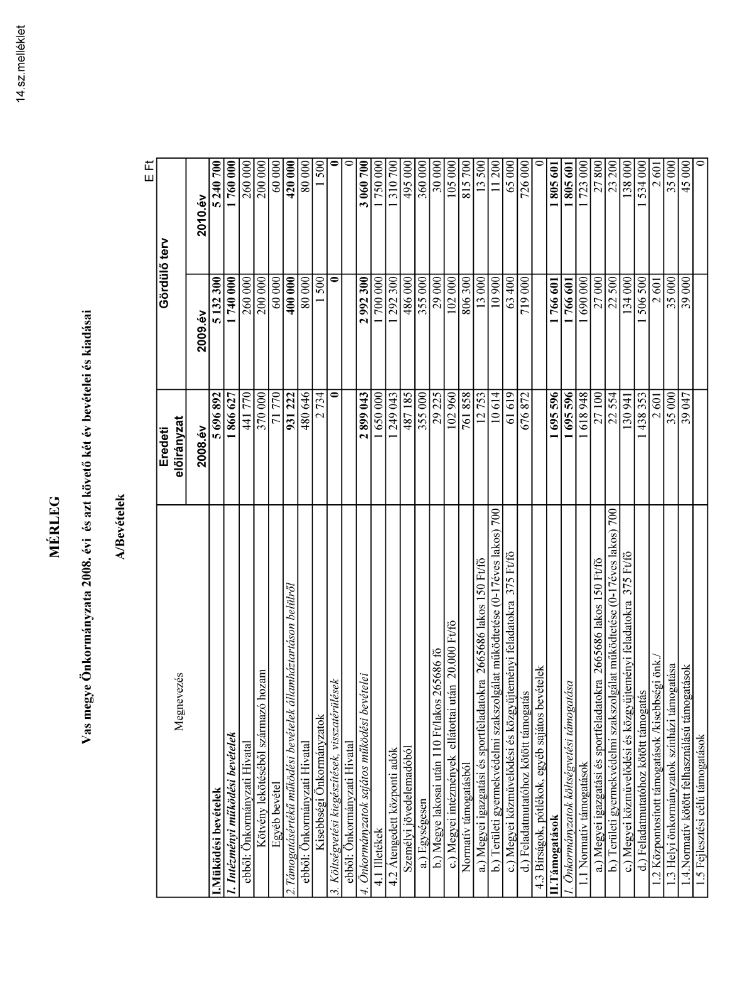 14.sz.melléklet
MÉRLEG
Vas megye Önkormányzata 2008. évi és azt követő két év bevételei és kiadásai
A/Bevételek
E Ft
Megnevezés Eredeti előirányzat Gördülő terv
2008.év 2009.év 2010.év
I.Müködési bevételek 5 696 892 5 132 300 5 240 700
1. Intézményi működési bevételek 1 866 627 1 740 000 1 760 000
ebből: Önkormányzati Hivatal 441 770 260 000 260 000
Kötvény lekötéséből származó hozam 370 000 200 000 200 000
Egyéb bevétel 71 770 60 000 60 000
2.Támogatásértékű működési bevételek államháztartáson belülről 931 222 400 000 420 000
ebből: Önkormányzati Hivatal 480 646 80 000 80 000
Kisebbségi Önkormányzatok 2 734 1 500 1 500
3. Költségvetési kiegészítések, visszatérülések 0 0 0
ebből: Önkormányzati Hivatal 0
4. Önkormányzatok sajátos működési bevételei 2 899 043 2 992 300 3 060 700
4.1 Illetékek 1 650 000 1 700 000 1 750 000
4.2 Átengedett központi adók 1 249 043 1 292 300 1 310 700
Személyi jövedelemadóból 487 185 486 000 495 000
a.) Egységesen 355 000 355 000 360 000
b.) Megye lakosai után 110 Ft/lakos 265686 fő 29 225 29 000 30 000
c.) Megyei intézmények ellátottai után 20.000 Ft/fő 102 960 102 000 105 000
Normatív támogatásból 761 858 806 300 815 700
a.) Megyei igazgatási és sportfeladatokra 2665686 lakos 150 Ft/fő 12 753 13 000 13 500
b.) Területi gyermekvédelmi szakszolgálat működtetése (0-17éves lakos) 700 10 614 10 900 11 200
c.) Megyei közművelődési és közgyűjteményi feladatokra 375 Ft/fő 61 619 63 400 65 000
d.) Feladatmutatóhoz kötött támogatás 676 872 719 000 726 000
4.3 Bírságok, pótlékok, egyéb sajátos bevételek 0
II.Támogatások 1 695 596 1 766 601 1 805 601
1. Önkormányzatok költségvetési támogatása 1 695 596 1 766 601 1 805 601
1.1 Normatív támogatások 1 618 948 1 690 000 1 723 000
a.) Megyei igazgatási és sportfeladatokra 2665686 lakos 150 Ft/fő 27 100 27 000 27 800
b.) Területi gyermekvédelmi szakszolgálat működtetése (0-17éves lakos) 700 22 554 22 500 23 200
c.) Megyei közművelődési és közgyűjteményi feladatokra 375 Ft/fő 130 941 134 000 138 000
d.) Feladatmutatóhoz kötött támogatás 1 438 353 1 506 500 1 534 000
1.2 Központosított támogatások /kisebbségi önk./ 2 601 2 601 2 601
1.3 Helyi önkormányzatok színházi támogatása 35 000 35 000 35 000
1.4.Normatív kötött felhasználású támogatások 39 047 39 000 45 000
1.5 Fejlesztési célú támogatások 0